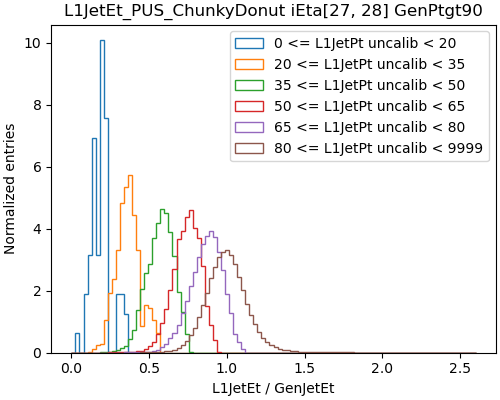 L1JetEt_PUS_ChunkyDonut iEta[27, 28] GenPtgt90
0 <= L1JetPt uncalib < 20
20 <= L1JetPt uncalib < 35
35 <= L1JetPt uncalib < 50
50 <= L1JetPt uncalib < 65
65 <= L1JetPt uncalib < 80
80 <= L1JetPt uncalib < 9999
Normalized entries
10
8
6
4
2
0
0.0 0.5 1.0 1.5 2.0 2.5
L1JetEt / GenJetEt